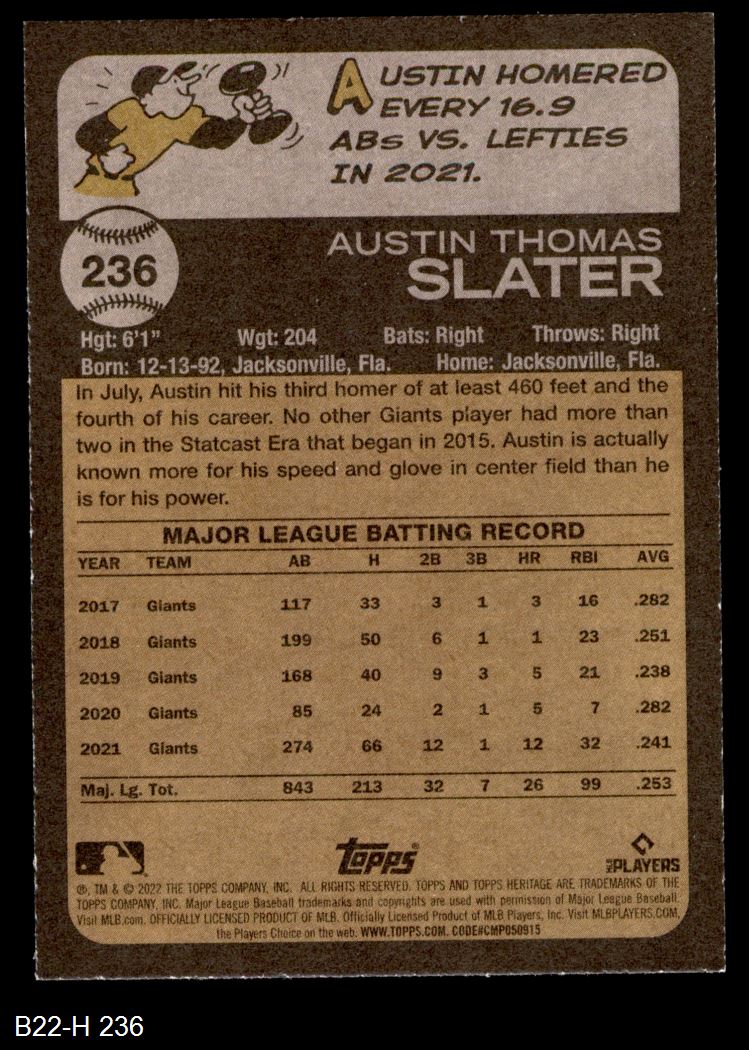 AUSTIN HOMERED
EVERY 16.9
ABs VS. LEFTIES
IN 2021.
236
AUSTIN THOMAS
SLATER
Hgt: 6'1" Wgt: 204 Bats: Right Throws: Right
Born: 12-13-92, Jacksonville, Fla. Home: Jacksonville, Fla.
In July, Austin hit his third homer of at least 460 feet and the
fourth of his career. No other Giants player had more than
two in the Statcast Era that began in 2015. Austin is actually
known more for his speed and glove in center field than he
is for his power.
MAJOR LEAGUE BATTING RECORD
YEAR TEAM AB H 2B 3B HR RBI AVG
2017 Giants 117 33 3 1 3 16 .282
2018 Giants 199 50 6 1 1 23 .251
2019 Giants 168 40 9 3 5 21 .238
2020 Giants 85 24 2 1 5 7 .282
2021 Giants 274 66 12 1 12 32 .241
Maj. Lg. Tot. 843 213 32 7 26 99 .253
Topps
MLB PLAYERS
®, TM & © 2022 THE TOPPS COMPANY, INC. ALL RIGHTS RESERVED. TOPPS AND TOPPS HERITAGE ARE TRADEMARKS OF THE
TOPPS COMPANY, INC. Major League Baseball trademarks and copyrights are used with permission of Major League Baseball.
Visit MLB.com. OFFICIALLY LICENSED PRODUCT OF MLB. Officially Licensed Product of MLB Players, Inc. Visit MLBPLAYERS.COM,
the Players Choice on the web. WWW.TOPPS.COM. CODE#CMP050915
B22-H 236